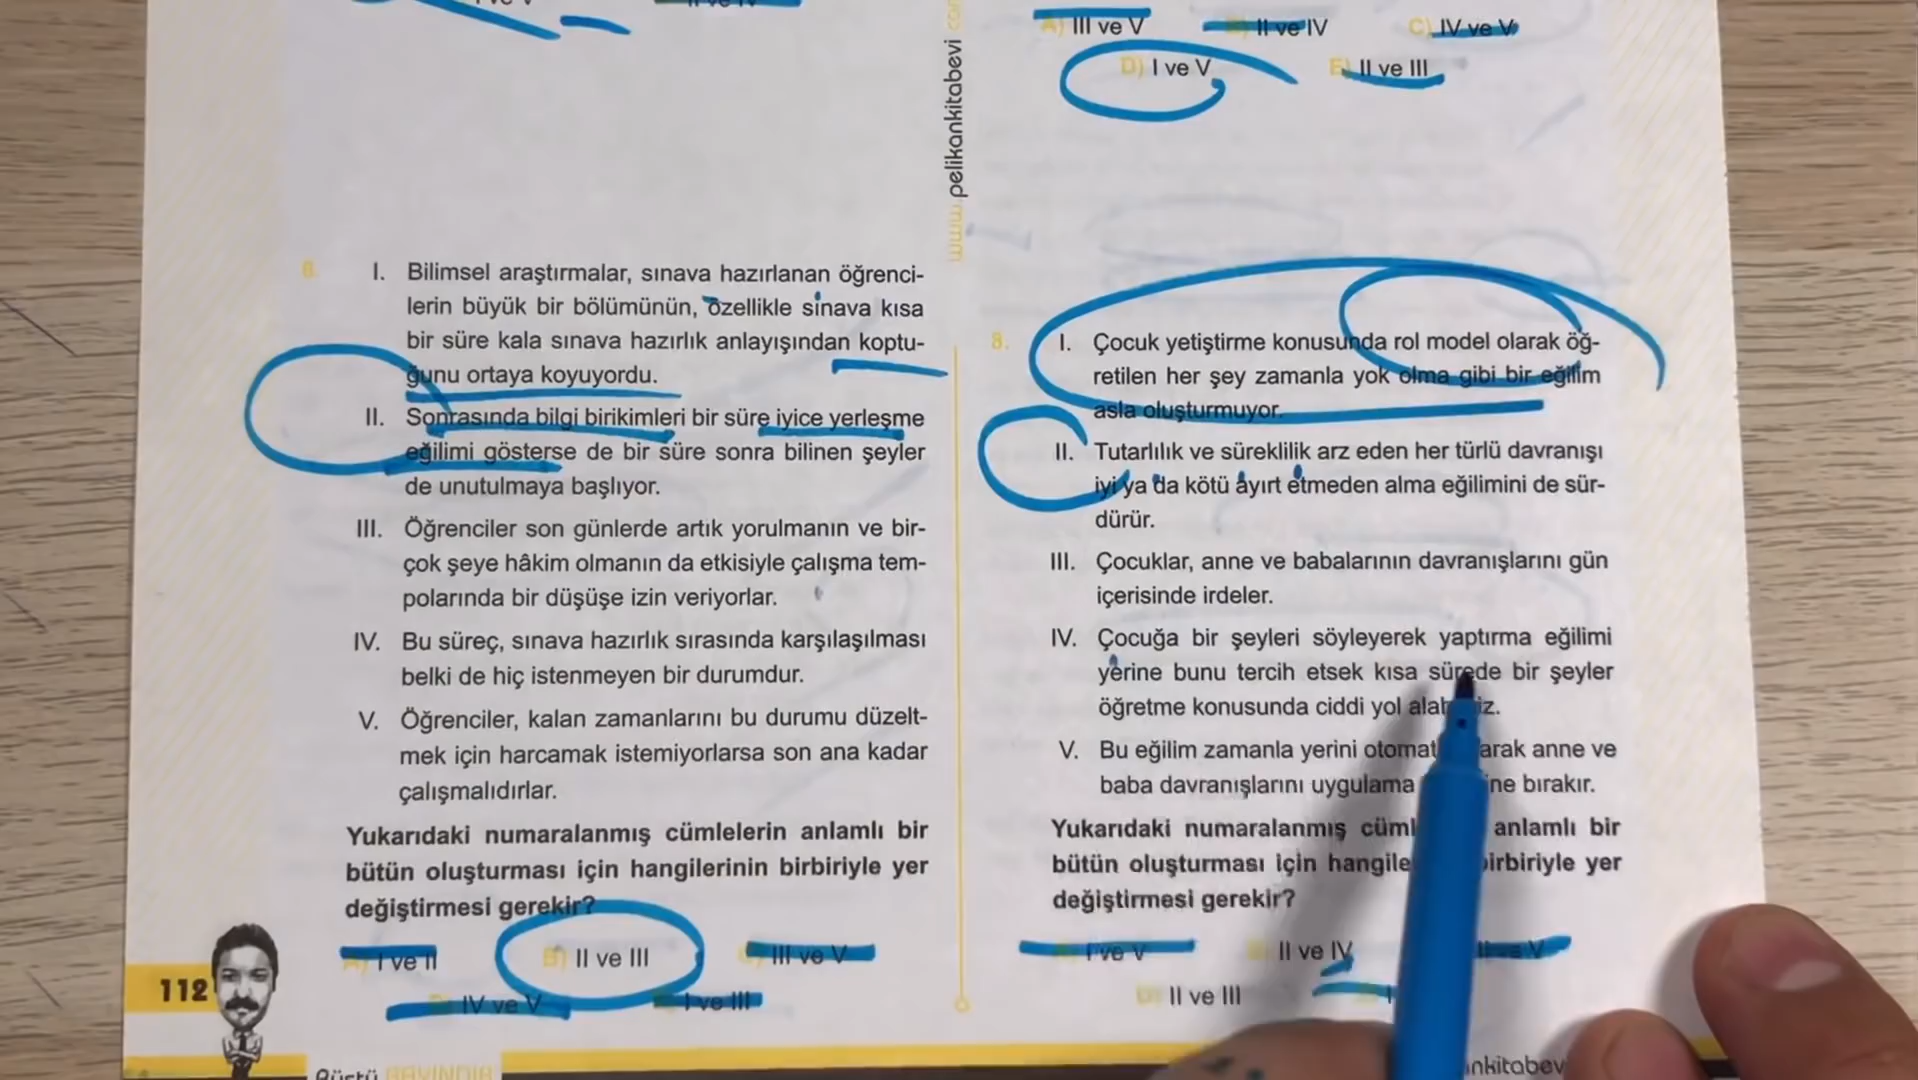 II ve IV
A) III ve V
B) II ve IV
C) IV ve V
D) I ve V
E) II ve III
www.pelikankitabevi.com
I. Bilimsel araştırmalar, sınava hazırlanan öğrenci-
lerin büyük bir bölümünün, özellikle sınava kısa
bir süre kala sınava hazırlık anlayışından koptu-
ğunu ortaya koyuyordu.
II. Sonrasında bilgi birikimleri bir süre iyice yerleşme
eğilimi gösterse de bir süre sonra bilinen şeyler
de unutulmaya başlıyor.
III. Öğrenciler son günlerde artık yorulmanın ve bir-
çok şeye hâkim olmanın da etkisiyle çalışma tem-
polarında bir düşüşe izin veriyorlar.
IV. Bu süreç, sınava hazırlık sırasında karşılaşılması
belki de hiç istenmeyen bir durumdur.
V. Öğrenciler, kalan zamanlarını bu durumu düzelt-
mek için harcamak istemiyorlarsa son ana kadar
çalışmalıdırlar.
Yukarıdaki numaralanmış cümlelerin anlamlı bir
bütün oluşturması için hangilerinin birbiriyle yer
değiştirmesi gerekir?
A) I ve II
B) II ve III
C) III ve V
D) IV ve V
E) I ve III
8.
I. Çocuk yetiştirme konusunda rol model olarak öğ-
retilen her şey zamanla yok olma gibi bir eğilim
asla oluşturmuyor.
II. Tutarlılık ve süreklilik arz eden her türlü davranışı
iyi ya da kötü ayırt etmeden alma eğilimini de sür-
dürür.
III. Çocuklar, anne ve babalarının davranışlarını gün
içerisinde irdeler.
IV. Çocuğa bir şeyleri söyleyerek yaptırma eğilimi
yerine bunu tercih etsek kısa sürede bir şeyler
öğretme konusunda ciddi yol
V. Bu eğilim zamanla yerini anne ve
baba davranışlarını uygulama bırakır.
Yukarıdaki numaralanmış anlamlı bir
bütün oluşturması için birbiriyle yer
değiştirmesi gerekir?
I ve V
II ve IV
II ve III
112
Rüştü BAYINDIR